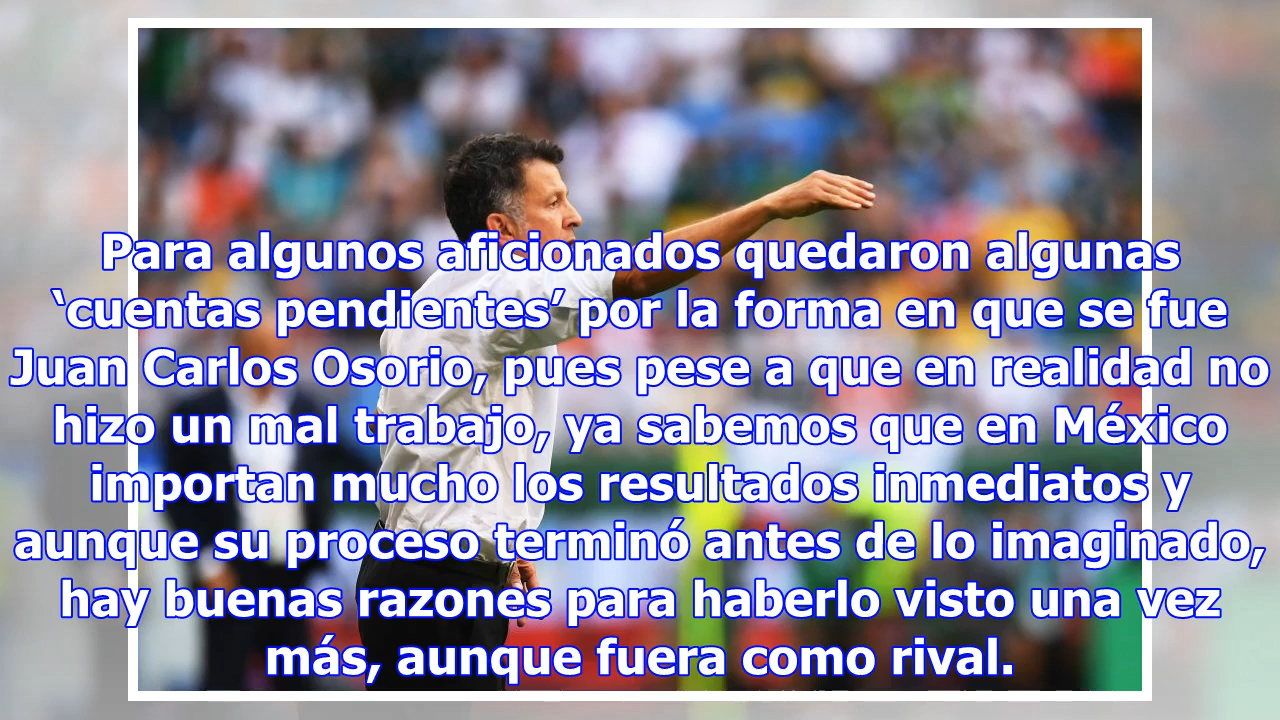 Para algunos aficionados quedaron algunas
‘cuentas pendientes’ por la forma en que se fue
Juan Carlos Osorio, pues pese a que en realidad no
hizo un mal trabajo, ya sabemos que en México
importan mucho los resultados inmediatos y
aunque su proceso terminó antes de lo imaginado,
hay buenas razones para haberlo visto una vez
más, aunque fuera como rival.